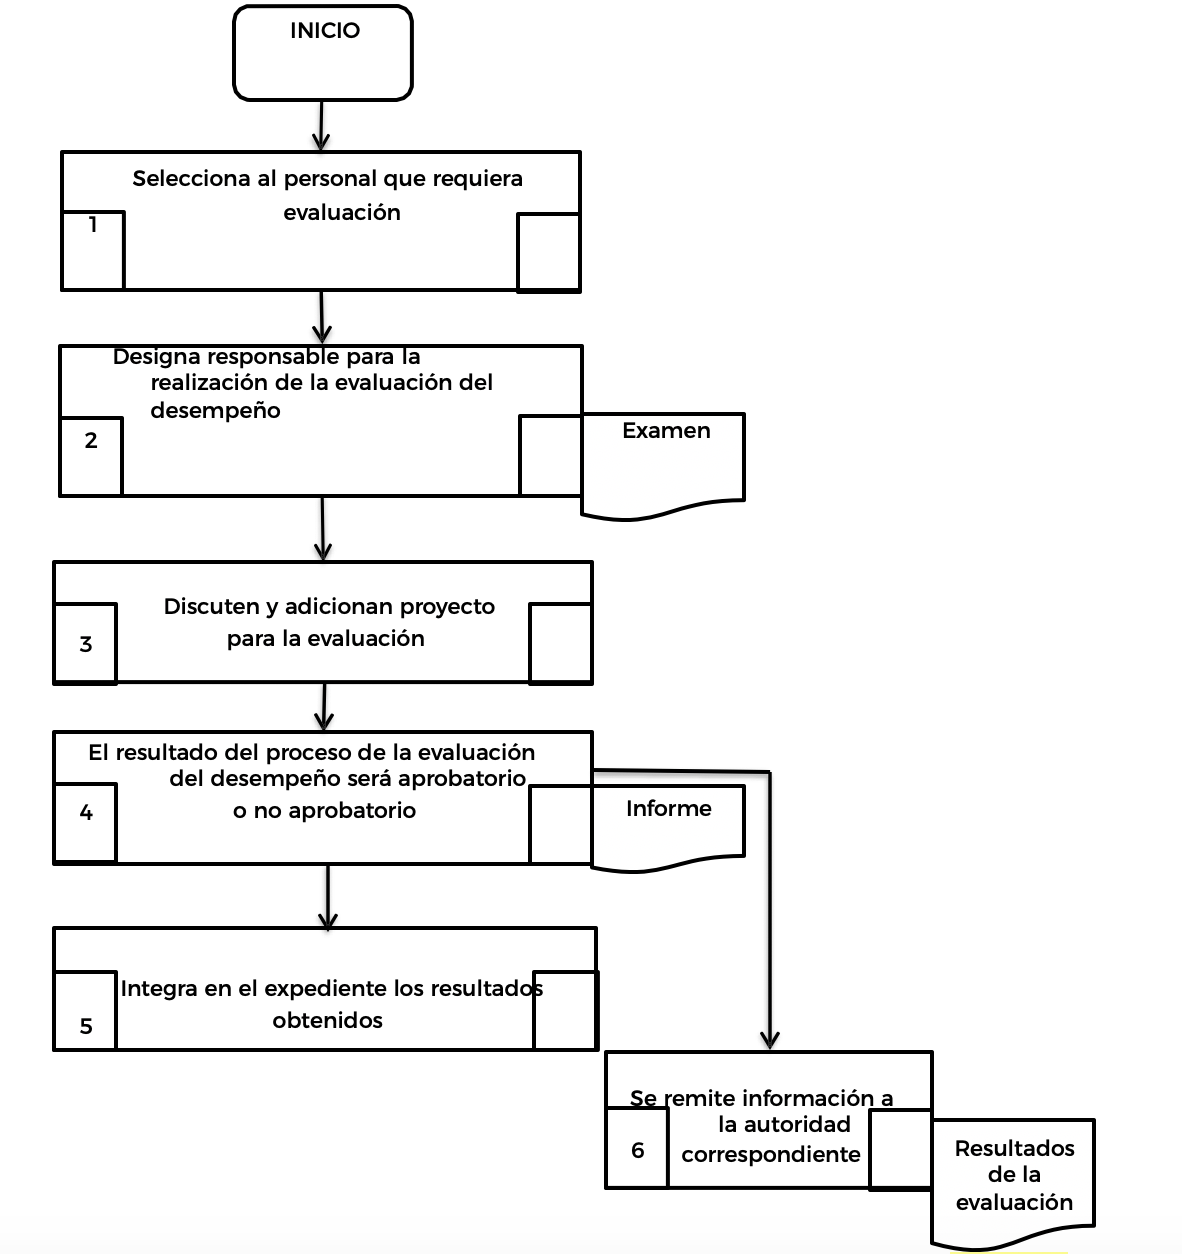 INICIO
Selecciona al personal que requiera
evaluación
1
Designa responsable para la
realización de la evaluación del
desempeño
2
Examen
Discuten y adicionan proyecto
para la evaluación
3
El resultado del proceso de la evaluación
del desempeño será aprobatorio
o no aprobatorio
4
Informe
Integra en el expediente los resultados
obtenidos
5
Se remite información a
la autoridad
correspondiente
6
Resultados
de la
evaluación